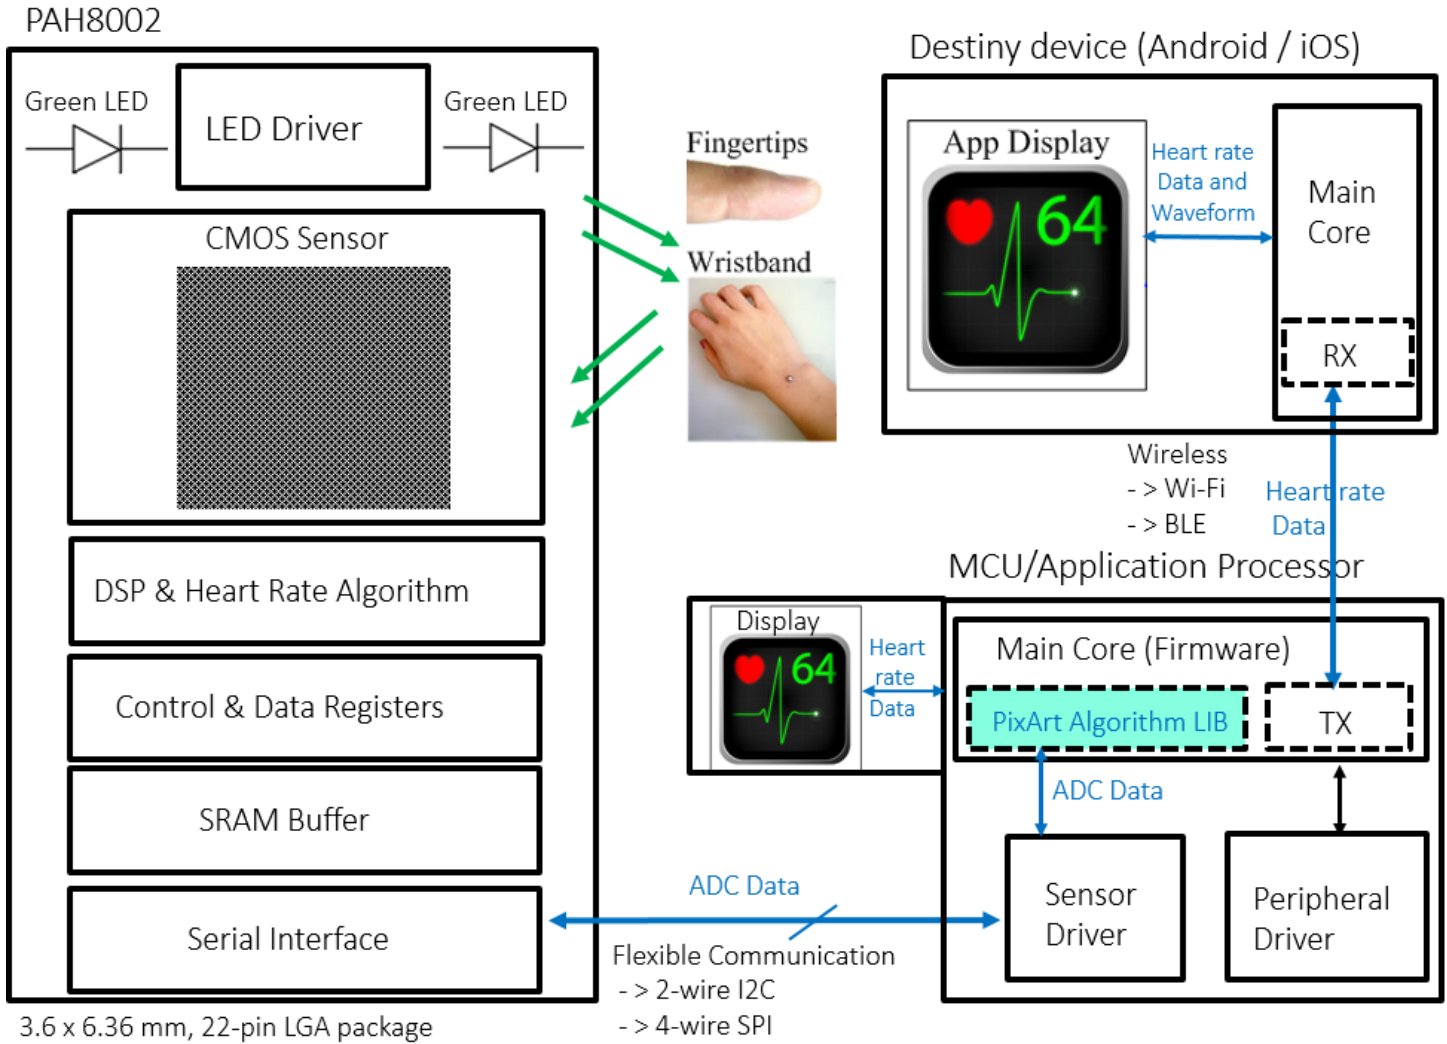 PAH8002
Green LED
LED Driver
Green LED
CMOS Sensor
DSP & Heart Rate Algorithm
Control & Data Registers
SRAM Buffer
Serial Interface
3.6 x 6.36 mm, 22-pin LGA package
Fingertips
Wristband
Destiny device (Android / iOS)
App Display
64
Heart rate
Data and
Waveform
Main
Core
RX
Wireless
- > Wi-Fi
- > BLE
Heart rate
Data
MCU/Application Processor
Display
64
Heart
rate
Data
Main Core (Firmware)
PixArt Algorithm LIB
TX
ADC Data
Sensor
Driver
Peripheral
Driver
ADC Data
Flexible Communication
- > 2-wire I2C
- > 4-wire SPI